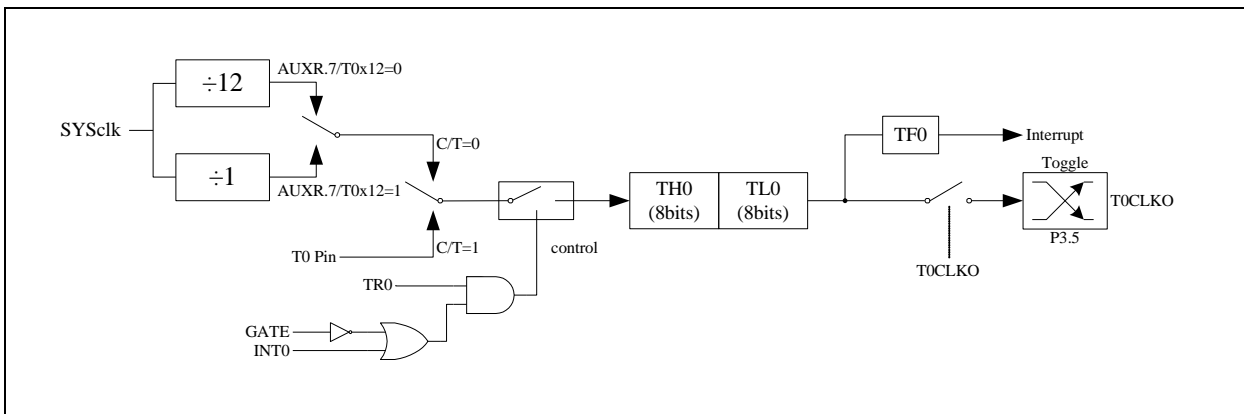 ÷12
AUXR.7/T0x12=0
SYSclk
÷1
AUXR.7/T0x12=1
C/T=0
C/T=1
T0 Pin
control
TR0
GATE
INT0
TH0
(8bits)
TL0
(8bits)
TF0
Interrupt
Toggle
T0CLKO
P3.5
T0CLKO